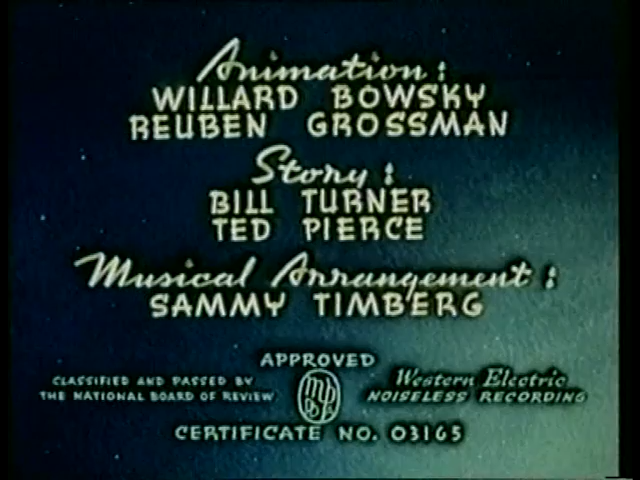 Animation:
WILLARD BOWSKY
REUBEN GROSSMAN
Story:
BILL TURNER
TED PIERCE
Musical Arrangement:
SAMMY TIMBERG
APPROVED
CLASSIFIED AND PASSED BY
THE NATIONAL BOARD OF REVIEW
MPPDA
Western Electric
NOISELESS RECORDING
CERTIFICATE NO. 03165